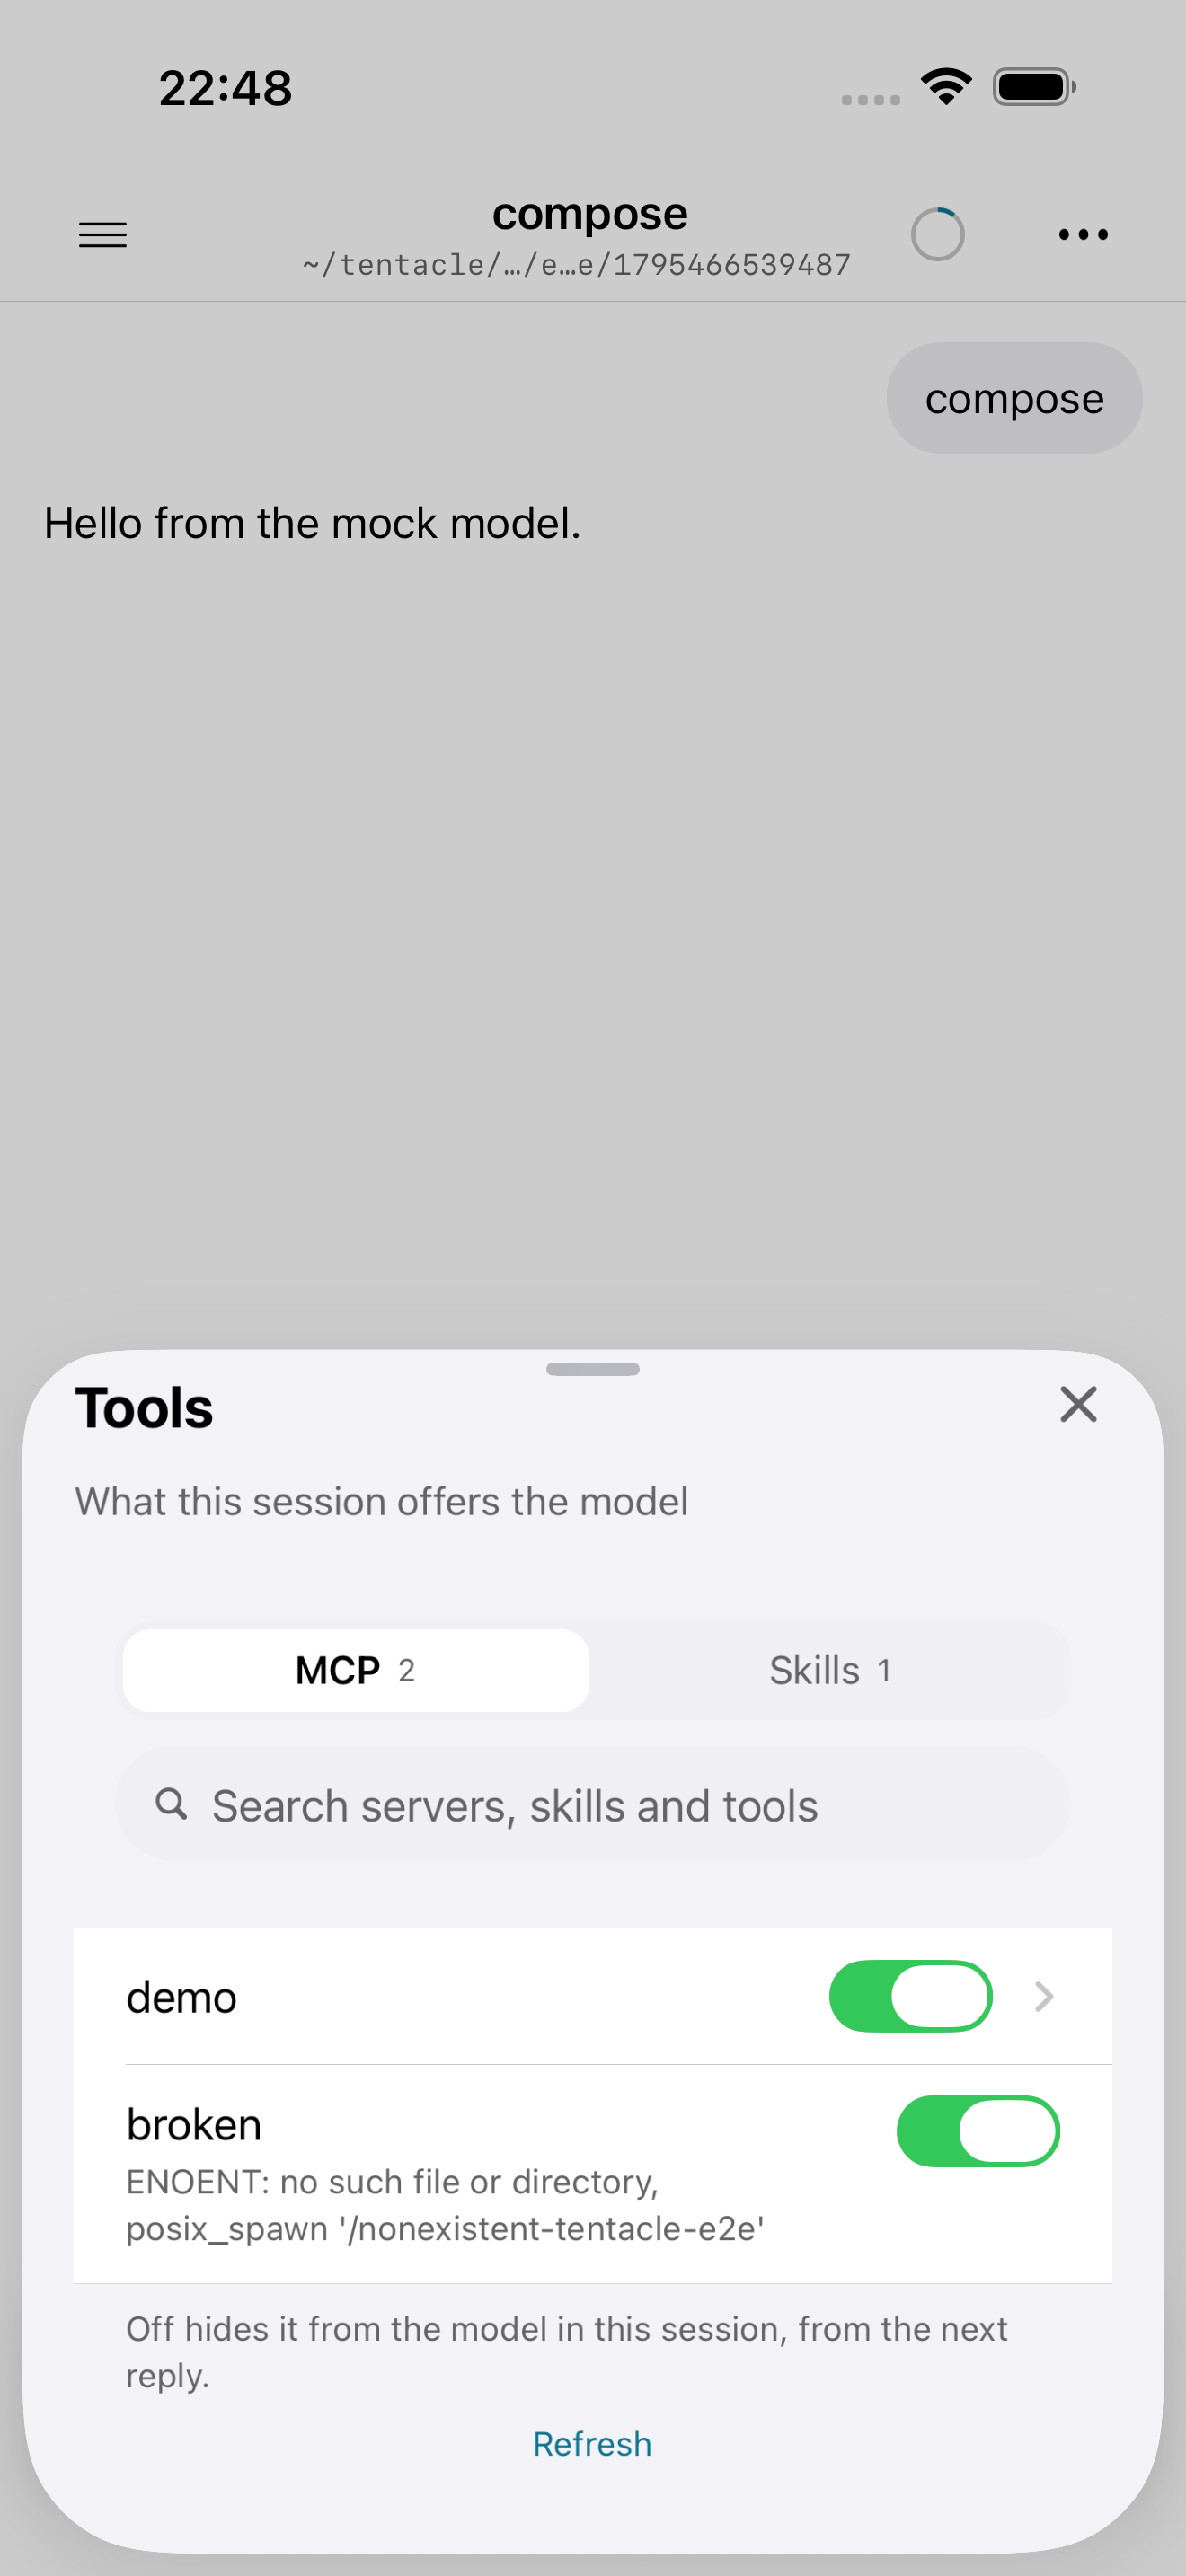 22:48
compose
~/tentacle/…/e…e/1795466539487
compose
Hello from the mock model.
Tools
What this session offers the model
MCP 2
Skills 1
Search servers, skills and tools
demo
broken
ENOENT: no such file or directory,
posix_spawn '/nonexistent-tentacle-e2e'
Off hides it from the model in this session, from the next
reply.
Refresh